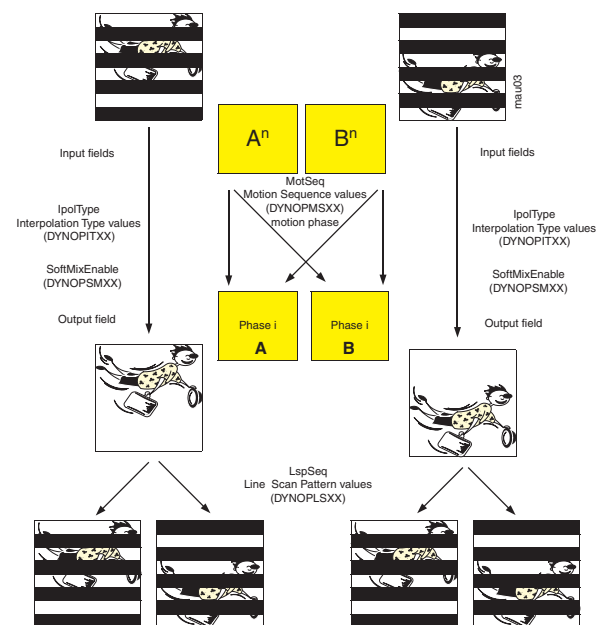 mau03
Aⁿ
Bⁿ
Input fields
MotSeq
Motion Sequence values
(DYNOPMSXX)
motion phase
Input fields
IpolType
Interpolation Type values
(DYNOPITXX)
SoftMixEnable
(DYNOPSMXX)
Output field
IpolType
Interpolation Type values
(DYNOPITXX)
SoftMixEnable
(DYNOPSMXX)
Output field
Phase i
A
Phase i
B
LspSeq
Line Scan Pattern values
(DYNOPLSXX)